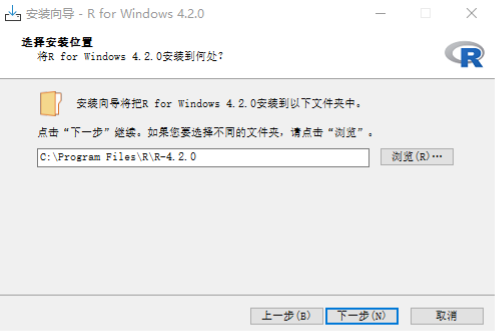 安装向导 - R for Windows 4.2.0
选择安装位置
将R for Windows 4.2.0安装到何处?
R
安装向导将把R for Windows 4.2.0安装到以下文件夹中。
点击“下一步”继续。如果您要选择不同的文件夹,请点击“浏览”。
C:\Program Files\R\R-4.2.0 浏览(R)…
上一步(B) 下一步(N) 取消